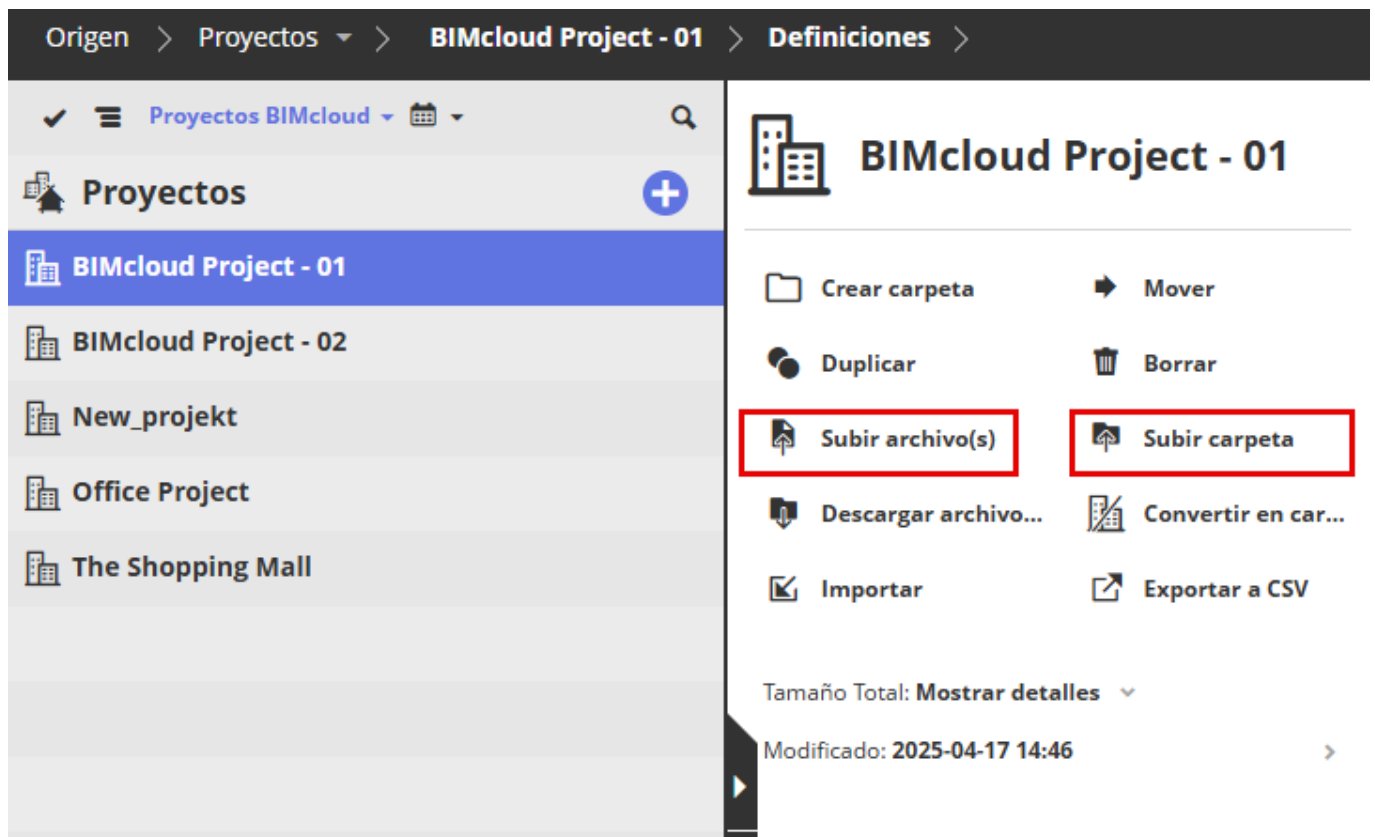 Origen > Proyectos > BIMcloud Project - 01 > Definiciones >
Proyectos BIMcloud
Proyectos
BIMcloud Project - 01
BIMcloud Project - 02
New_projekt
Office Project
The Shopping Mall
BIMcloud Project - 01
Crear carpeta
Mover
Duplicar
Borrar
Subir archivo(s)
Subir carpeta
Descargar archivo...
Convertir en car...
Importar
Exportar a CSV
Tamaño Total: Mostrar detalles
Modificado: 2025-04-17 14:46